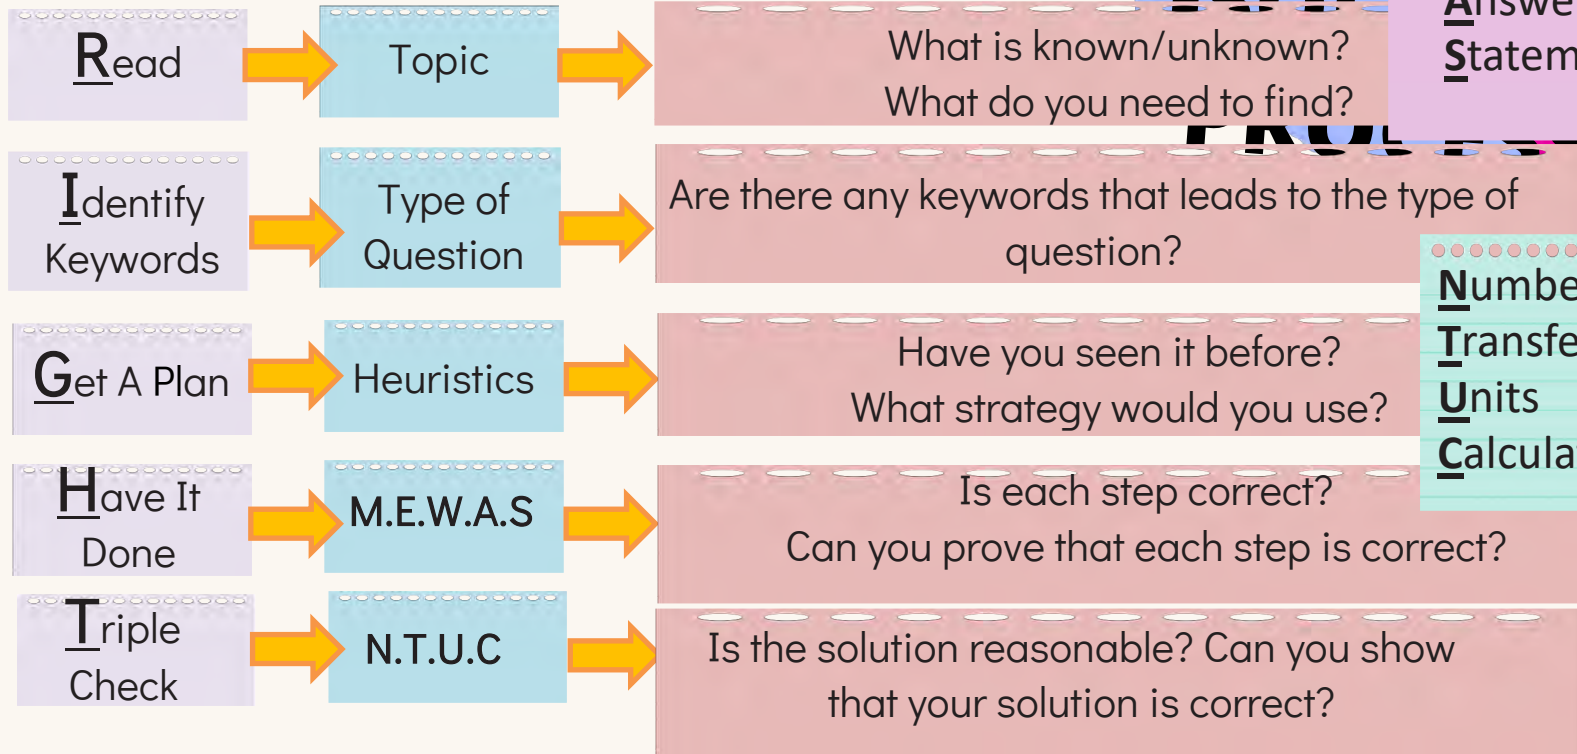 Read
Topic
What is known/unknown?
What do you need to find?
Identify
Keywords
Type of
Question
Are there any keywords that leads to the type of
question?
Get A Plan
Heuristics
Have you seen it before?
What strategy would you use?
Have It
Done
M.E.W.A.S
Is each step correct?
Can you prove that each step is correct?
Triple
Check
N.T.U.C
Is the solution reasonable? Can you show
that your solution is correct?
Units